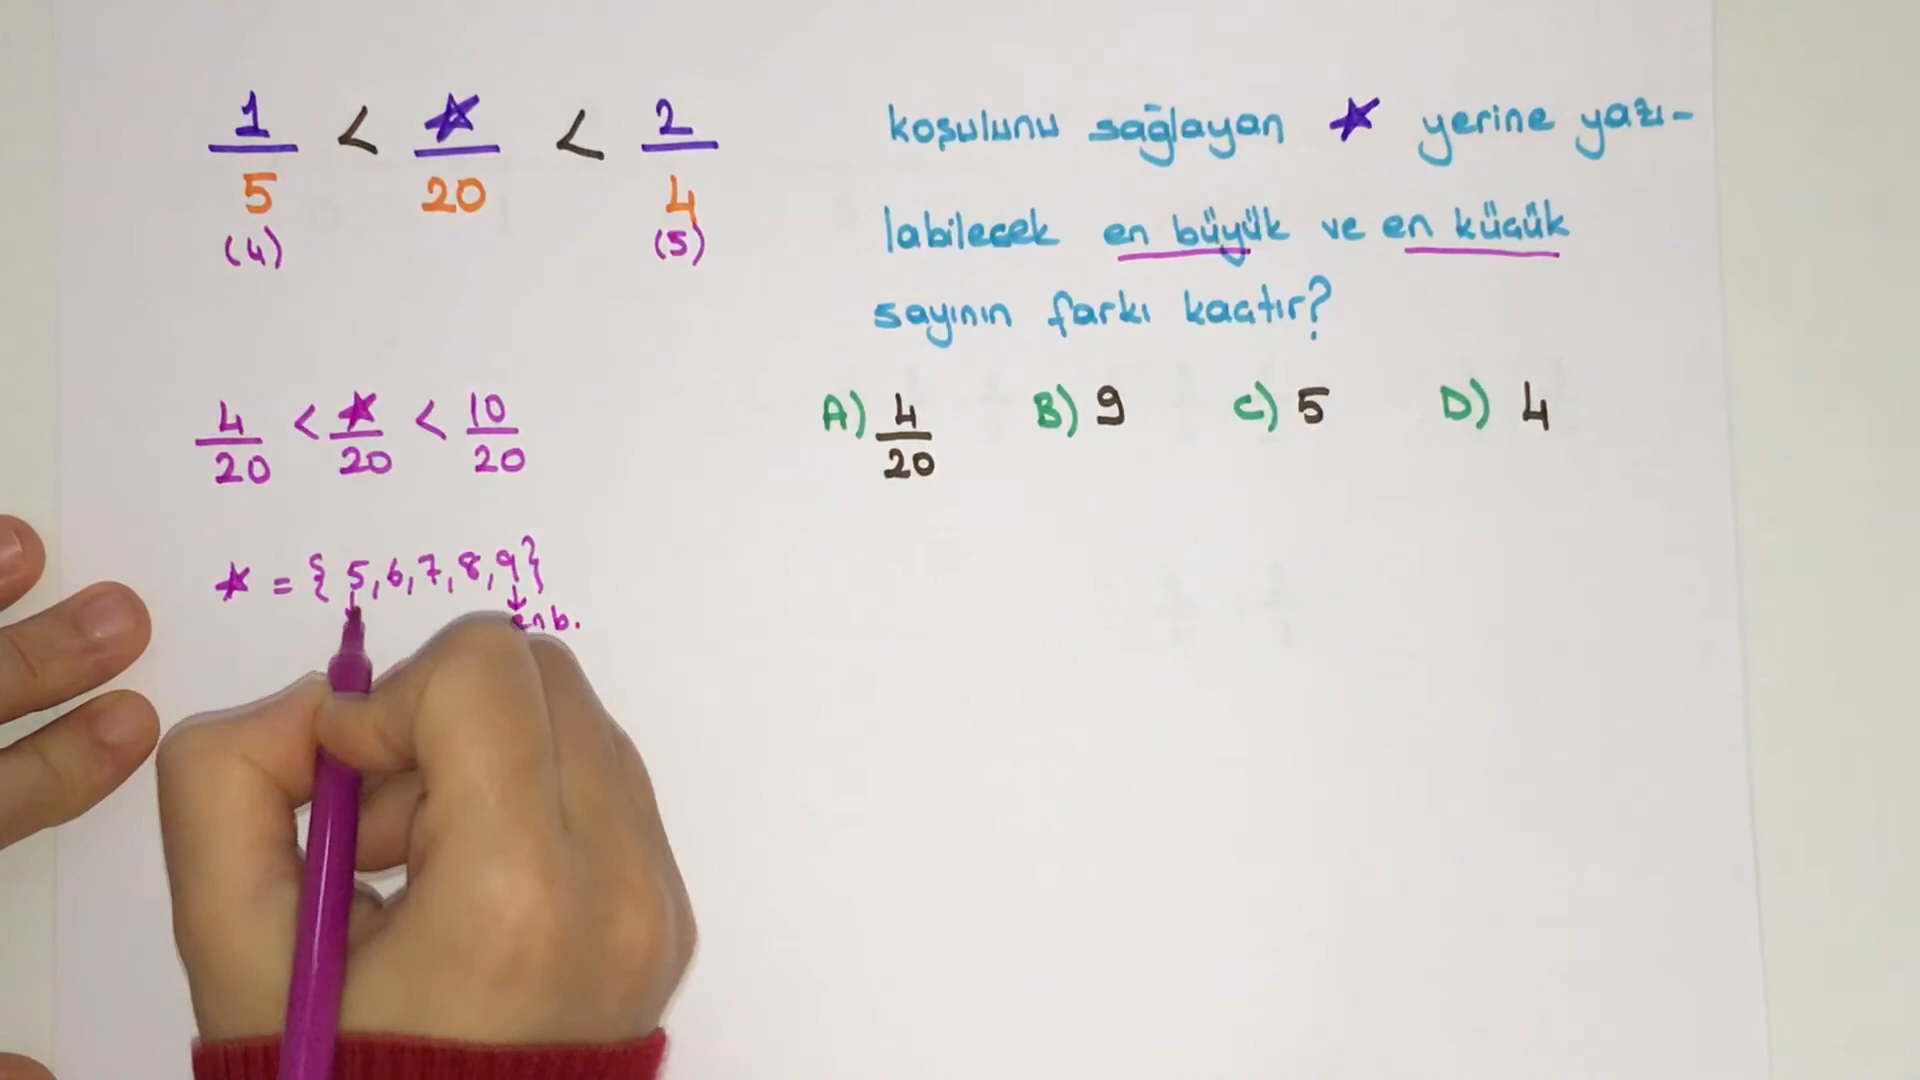 1/5 < ★/20 < 2/4
(4) (5)
koşulunu sağlayan ★ yerine yazı-
labilecek en büyük ve en küçük
sayının farkı kaçtır?
A) 4/20 B) 9 C) 5 D) 4
4/20 < ★/20 < 10/20
★ = {5,6,7,8,9}
en b.